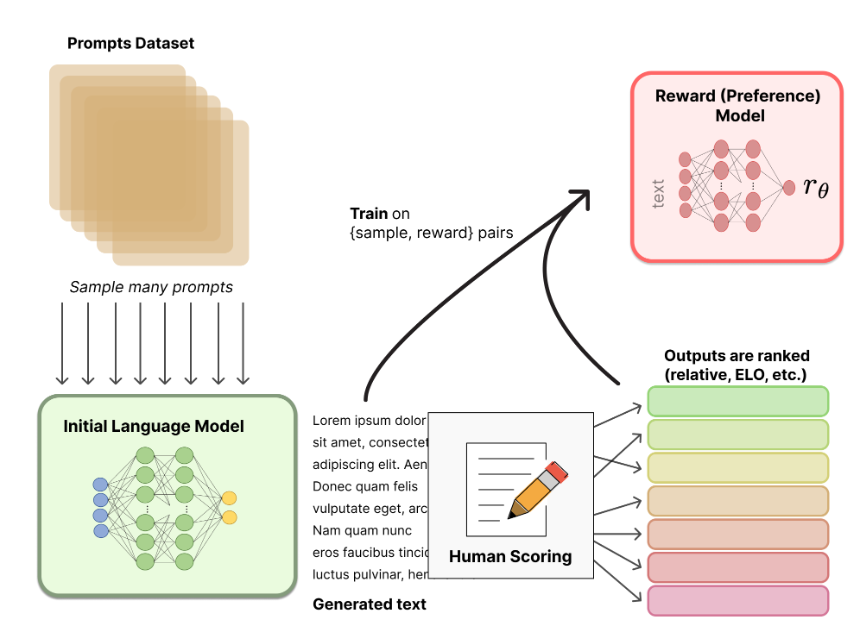 Prompts Dataset
Sample many prompts
Initial Language Model
Train on
{sample, reward} pairs
Reward (Preference)
Model
text
rθ
Lorem ipsum dolor
sit amet, consectet
adipiscing elit. Aen
Donec quam felis
vulputate eget, arc
Nam quam nunc
eros faucibus tincid
luctus pulvinar, hen
Generated text
Human Scoring
Outputs are ranked
(relative, ELO, etc.)